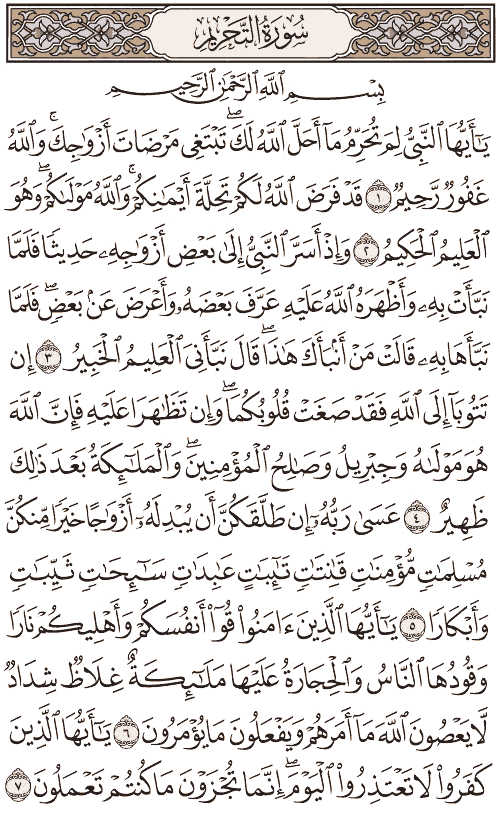 سُورَةُ التَّحْرِيمِ
بِسْمِ ٱللَّهِ ٱلرَّحْمَٰنِ ٱلرَّحِيمِ
يَٰٓأَيُّهَا ٱلنَّبِىُّ لِمَ تُحَرِّمُ مَآ أَحَلَّ ٱللَّهُ لَكَۖ تَبْتَغِى مَرْضَاتَ أَزْوَٰجِكَۚ وَٱللَّهُ
غَفُورٌ رَّحِيمٌ ١ قَدْ فَرَضَ ٱللَّهُ لَكُمْ تَحِلَّةَ أَيْمَٰنِكُمْۚ وَٱللَّهُ مَوْلَىٰكُمْۖ وَهُوَ
ٱلْعَلِيمُ ٱلْحَكِيمُ ٢ وَإِذْ أَسَرَّ ٱلنَّبِىُّ إِلَىٰ بَعْضِ أَزْوَٰجِهِۦ حَدِيثًا فَلَمَّا
نَبَّأَتْ بِهِۦ وَأَظْهَرَهُ ٱللَّهُ عَلَيْهِ عَرَّفَ بَعْضَهُۥ وَأَعْرَضَ عَنۢ بَعْضٍۖ فَلَمَّا
نَبَّأَهَا بِهِۦ قَالَتْ مَنْ أَنۢبَأَكَ هَٰذَاۖ قَالَ نَبَّأَنِىَ ٱلْعَلِيمُ ٱلْخَبِيرُ ٣ إِن
تَتُوبَآ إِلَى ٱللَّهِ فَقَدْ صَغَتْ قُلُوبُكُمَاۖ وَإِن تَظَٰهَرَا عَلَيْهِ فَإِنَّ ٱللَّهَ
هُوَ مَوْلَىٰهُ وَجِبْرِيلُ وَصَٰلِحُ ٱلْمُؤْمِنِينَۖ وَٱلْمَلَٰٓئِكَةُ بَعْدَ ذَٰلِكَ
ظَهِيرٌ ٤ عَسَىٰ رَبُّهُۥٓ إِن طَلَّقَكُنَّ أَن يُبْدِلَهُۥٓ أَزْوَٰجًا خَيْرًا مِّنكُنَّ
مُسْلِمَٰتٍ مُّؤْمِنَٰتٍ قَٰنِتَٰتٍ تَٰٓئِبَٰتٍ عَٰبِدَٰتٍ سَٰٓئِحَٰتٍ ثَيِّبَٰتٍ
وَأَبْكَارًا ٥ يَٰٓأَيُّهَا ٱلَّذِينَ ءَامَنُوا۟ قُوٓا۟ أَنفُسَكُمْ وَأَهْلِيكُمْ نَارًا
وَقُودُهَا ٱلنَّاسُ وَٱلْحِجَارَةُ عَلَيْهَا مَلَٰٓئِكَةٌ غِلَاظٌ شِدَادٌ
لَّا يَعْصُونَ ٱللَّهَ مَآ أَمَرَهُمْ وَيَفْعَلُونَ مَا يُؤْمَرُونَ ٦ يَٰٓأَيُّهَا ٱلَّذِينَ
كَفَرُوا۟ لَا تَعْتَذِرُوا۟ ٱلْيَوْمَۖ إِنَّمَا تُجْزَوْنَ مَا كُنتُمْ تَعْمَلُونَ ٧